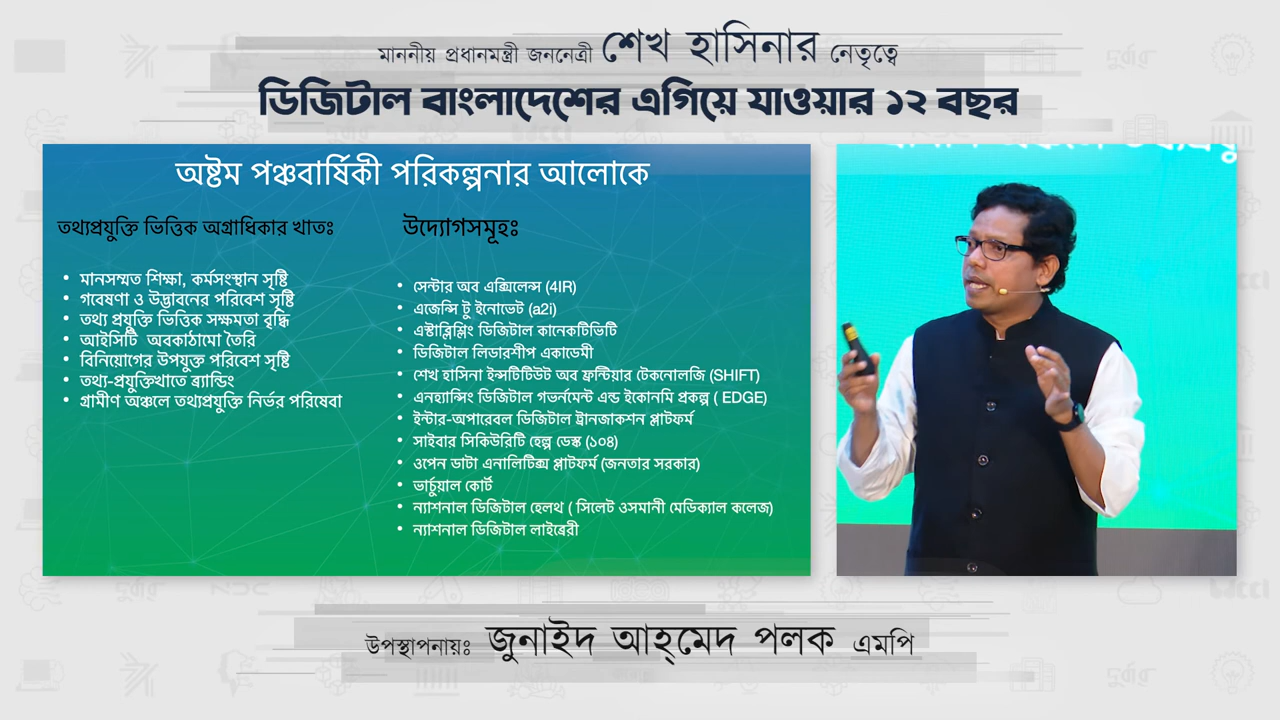 মাননীয় প্রধানমন্ত্রী জননেত্রী শেখ হাসিনার নেতৃত্বে
ডিজিটাল বাংলাদেশের এগিয়ে যাওয়ার ১২ বছর
অষ্টম পঞ্চবার্ষিকী পরিকল্পনার আলোকে
তথ্যপ্রযুক্তি ভিত্তিক অগ্রাধিকার খাতঃ
• মানসম্মত শিক্ষা, কর্মসংস্থান সৃষ্টি
• গবেষণা ও উদ্ভাবনের পরিবেশ সৃষ্টি
• তথ্য প্রযুক্তি ভিত্তিক সক্ষমতা বৃদ্ধি
• আইসিটি অবকাঠামো তৈরি
• বিনিয়োগের উপযুক্ত পরিবেশ সৃষ্টি
• তথ্য-প্রযুক্তিখাতে ব্র্যান্ডিং
• গ্রামীণ অঞ্চলে তথ্যপ্রযুক্তি নির্ভর পরিষেবা
উদ্যোগসমূহঃ
• সেন্টার অব এক্সিলেন্স (4IR)
• এজেন্সি টু ইনোভেট (a2i)
• এস্টাব্লিশ্লিং ডিজিটাল কানেকটিভিটি
• ডিজিটাল লিডারশীপ একাডেমী
• শেখ হাসিনা ইন্সটিটিউট অব ফ্রন্টিয়ার টেকনোলজি (SHIFT)
• এনহ্যান্সিং ডিজিটাল গভর্নমেন্ট এন্ড ইকোনমি প্রকল্প ( EDGE)
• ইন্টার-অপারেবল ডিজিটাল ট্রানজাকশন প্লাটফর্ম
• সাইবার সিকিউরিটি হেল্প ডেস্ক (১০৪)
• ওপেন ডাটা এনালিটিক্স প্লাটফর্ম (জনতার সরকার)
• ভার্চুয়াল কোর্ট
• ন্যাশনাল ডিজিটাল হেলথ ( সিলেট ওসমানী মেডিক্যাল কলেজ)
• ন্যাশনাল ডিজিটাল লাইব্রেরী
উপস্থাপনায়ঃ জুনাইদ আহ্‌মেদ পলক এমপি